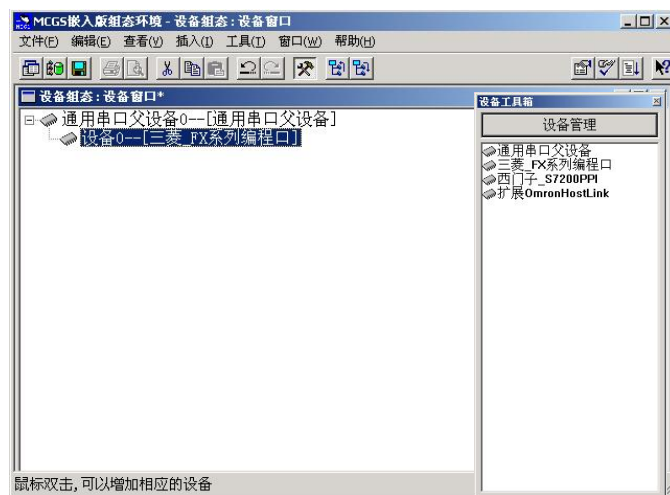 MCGS嵌入版组态环境 - 设备组态 : 设备窗口
文件(F) 编辑(E) 查看(V) 插入(I) 工具(T) 窗口(W) 帮助(H)
设备组态 : 设备窗口*
通用串口父设备0--[通用串口父设备]
设备0--[三菱_FX系列编程口]
设备工具箱
设备管理
通用串口父设备
三菱_FX系列编程口
西门子_S7200PPI
扩展OmronHostLink
鼠标双击,可以增加相应的设备